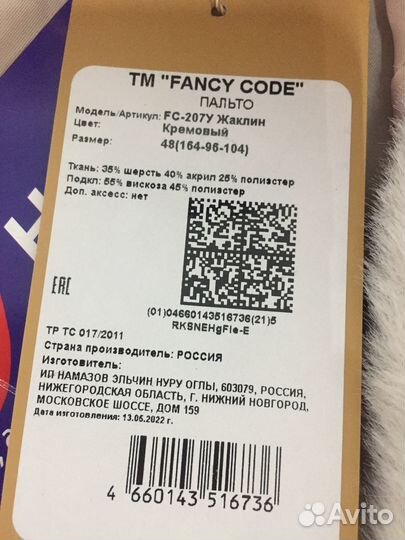 ТМ "FANCY CODE"
ПАЛЬТО
Модель/Артикул: FC-207У Жаклин
Цвет: Кремовый
Размер: 48(164-96-104)
Ткань: 35% шерсть 40% акрил 25% полиэстер
Подкл: 55% вискоза 45% полиэстер
Доп. аксесс: нет
EAC
(01)04660143516736(21)5
RKSNEHgFle-E
ТР ТС 017/2011
Страна производитель: РОССИЯ
Изготовитель:
ИП НАМАЗОВ ЭЛЬЧИН НУРУ ОГЛЫ, 603079, РОССИЯ,
НИЖЕГОРОДСКАЯ ОБЛАСТЬ, Г. НИЖНИЙ НОВГОРОД,
МОСКОВСКОЕ ШОССЕ, ДОМ 159
Дата изготовления: 13.05.2022 г.
4 660143 516736
Avito